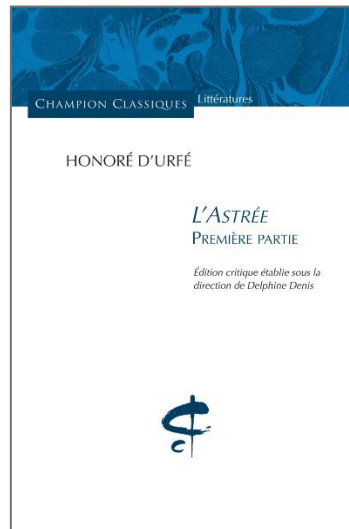 CHAMPION CLASSIQUES Littératures
HONORÉ D'URFÉ
L'ASTRÉE
PREMIÈRE PARTIE
Édition critique établie sous la
direction de Delphine Denis